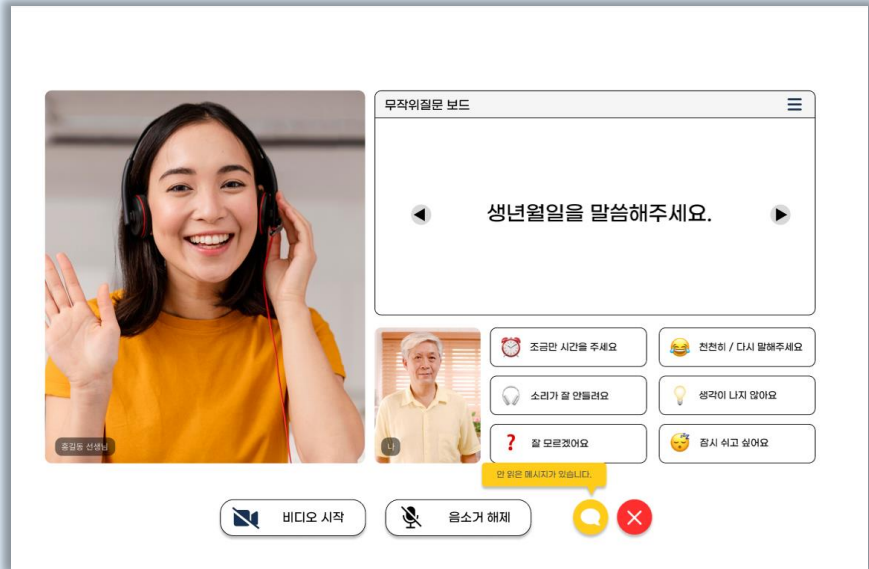 무작위질문 보드
생년월일을 말씀해주세요.
홍길동 선생님
나
조금만 시간을 주세요
천천히 / 다시 말해주세요
소리가 잘 안들려요
생각이 나지 않아요
잘 모르겠어요
잠시 쉬고 싶어요
안 읽은 메시지가 있습니다.
비디오 시작
음소거 해제